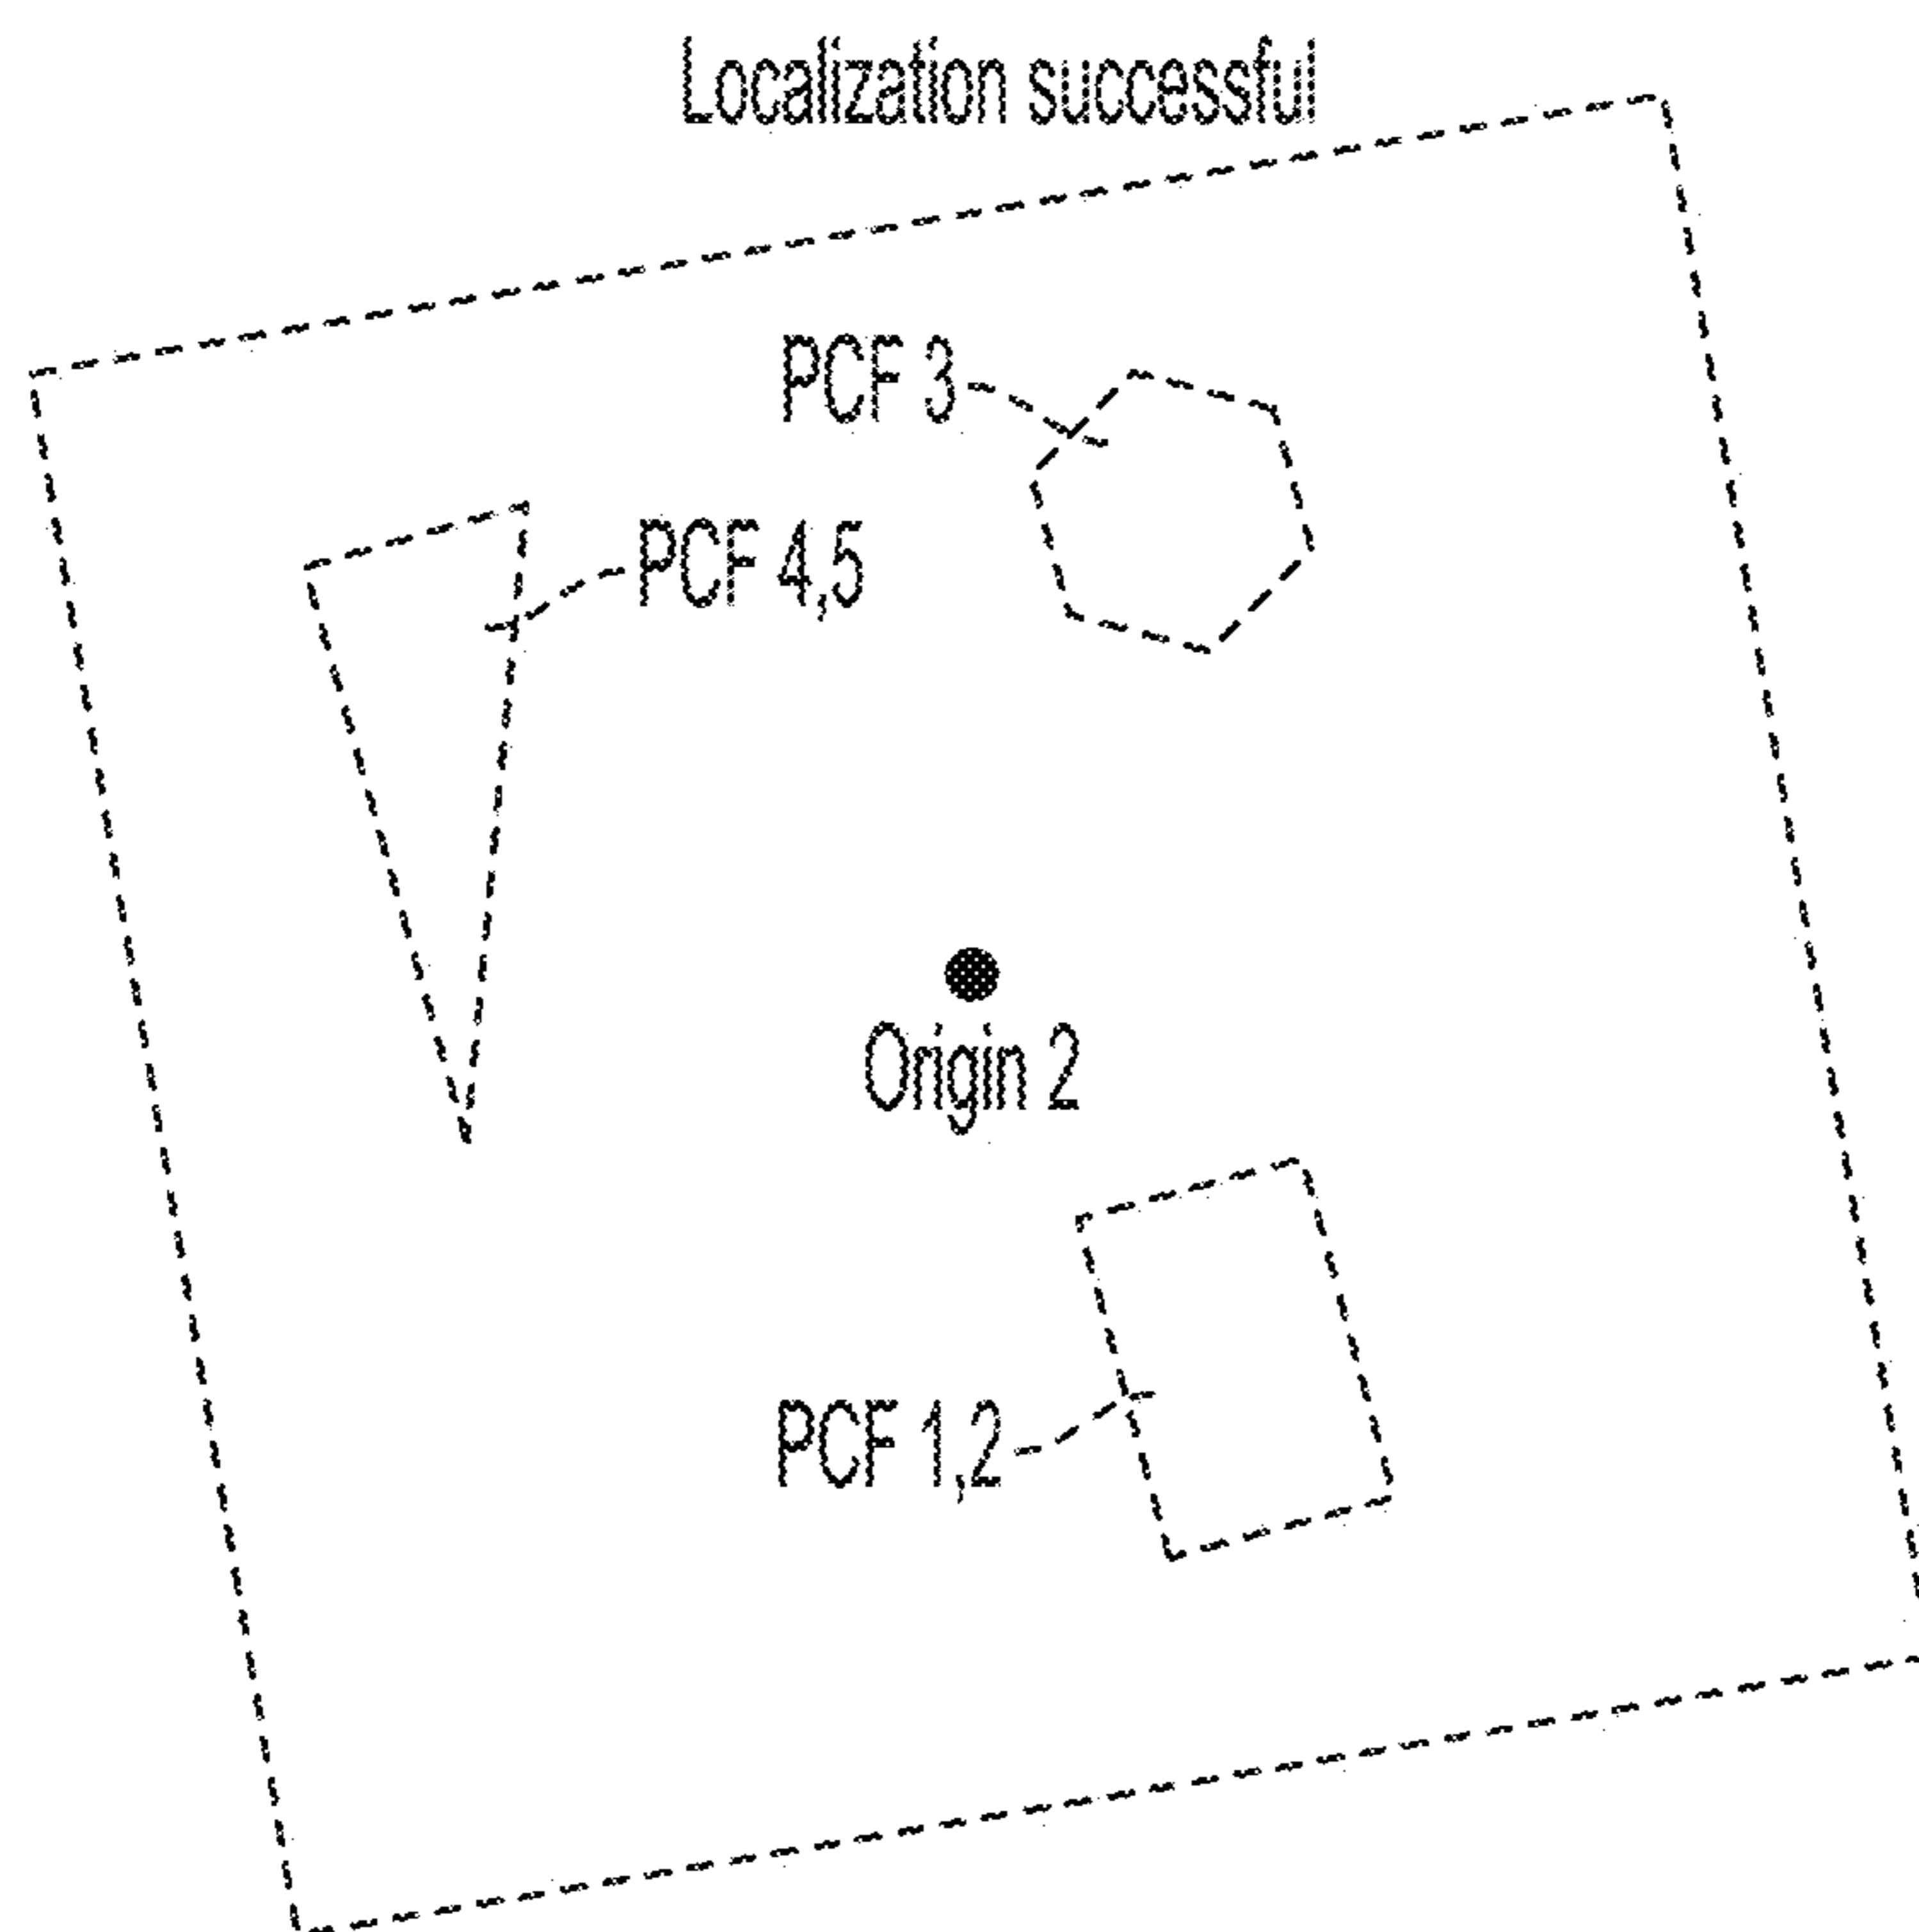 Localization successful
PCF 3
PCF 4,5
Origin 2
PCF 1,2